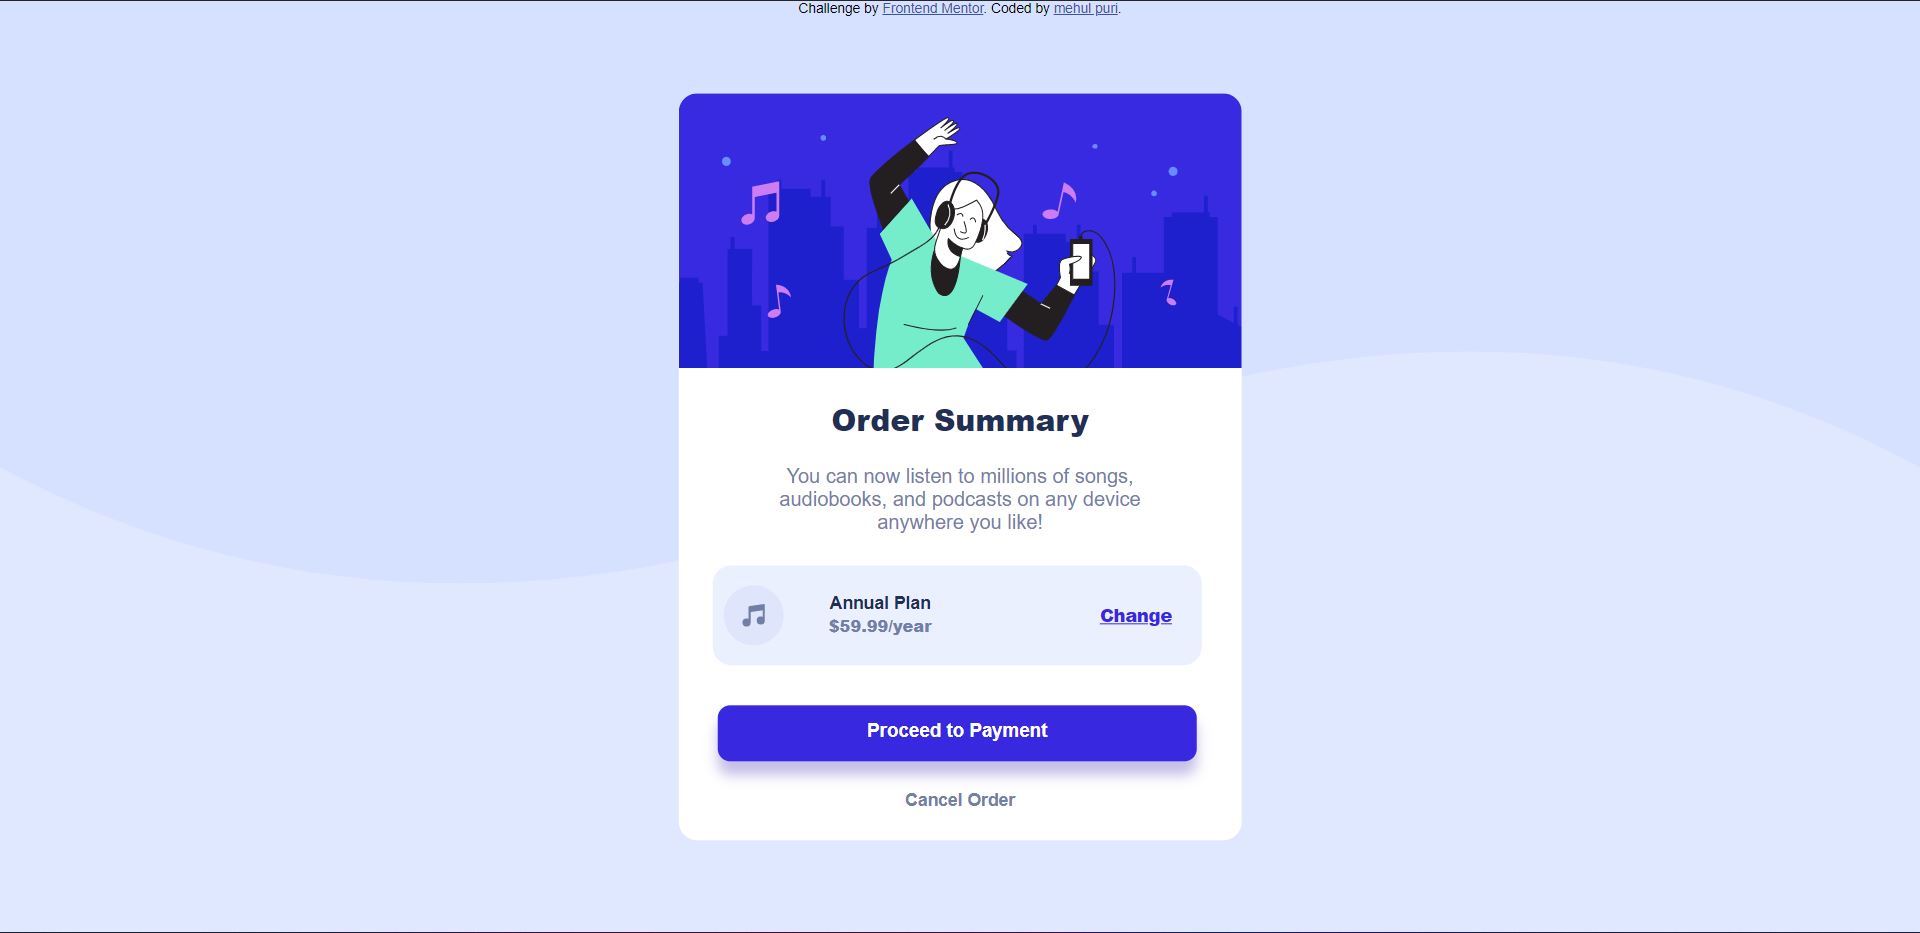 Challenge by Frontend Mentor. Coded by mehul puri.
Order Summary
You can now listen to millions of songs,
audiobooks, and podcasts on any device
anywhere you like!
Annual Plan
$59.99/year
Change
Proceed to Payment
Cancel Order